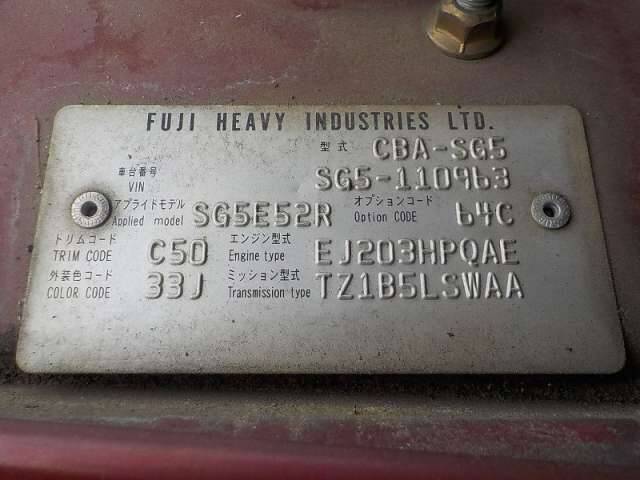 FUJI HEAVY INDUSTRIES LTD.
型式 CBA-SG5
車台番号 VIN SG5-110963
アプライドモデル Applied model SG5E52R オプションコード Option CODE 64C
トリムコード TRIM CODE C50 エンジン型式 Engine type EJ203HPQAE
外装色コード COLOR CODE 33J ミッション型式 Transmission type TZ1B5LSWAA